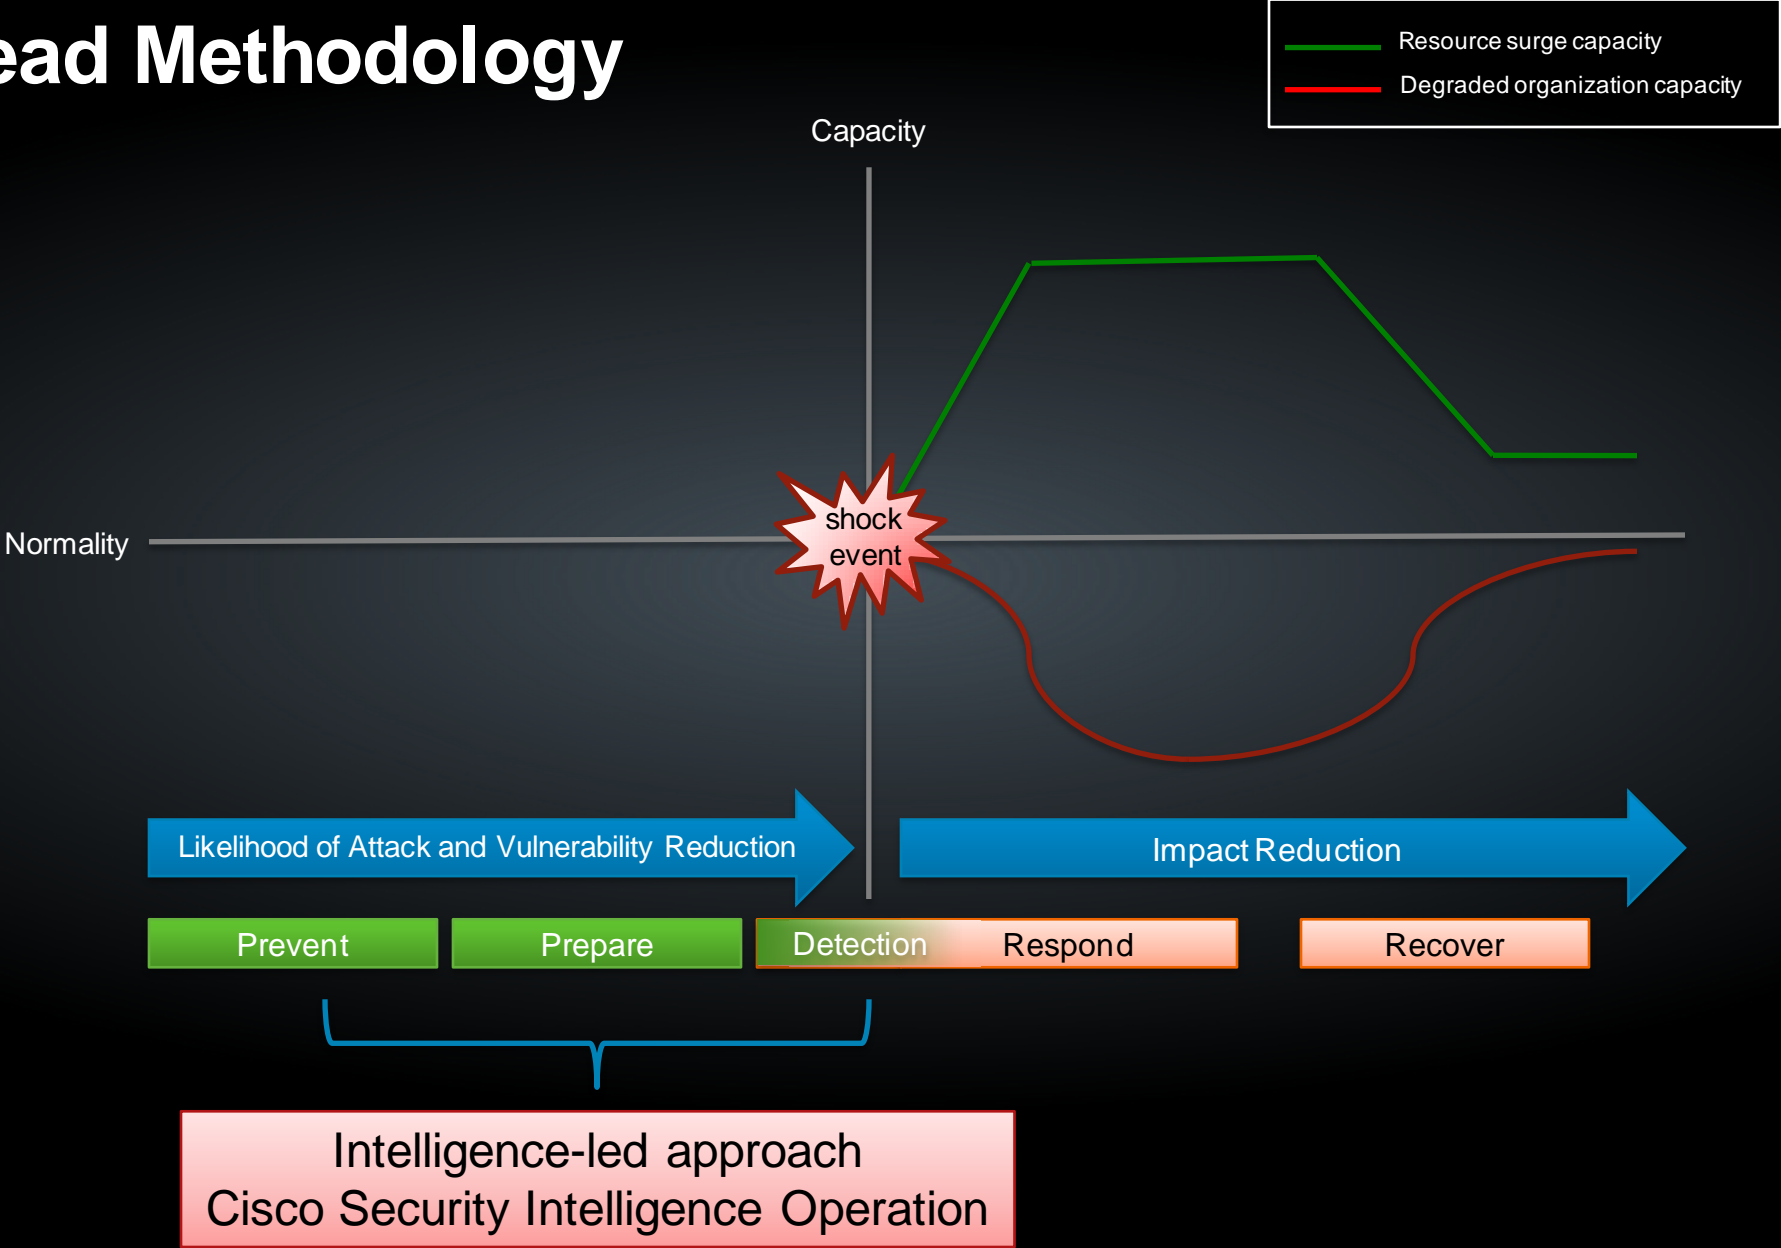 ead Methodology
Resource surge capacity
Degraded organization capacity
Capacity
shock
event
Normality
Likelihood of Attack and Vulnerability Reduction
Impact Reduction
Prevent
Prepare
Detection
Respond
Recover
Intelligence-led approach
Cisco Security Intelligence Operation